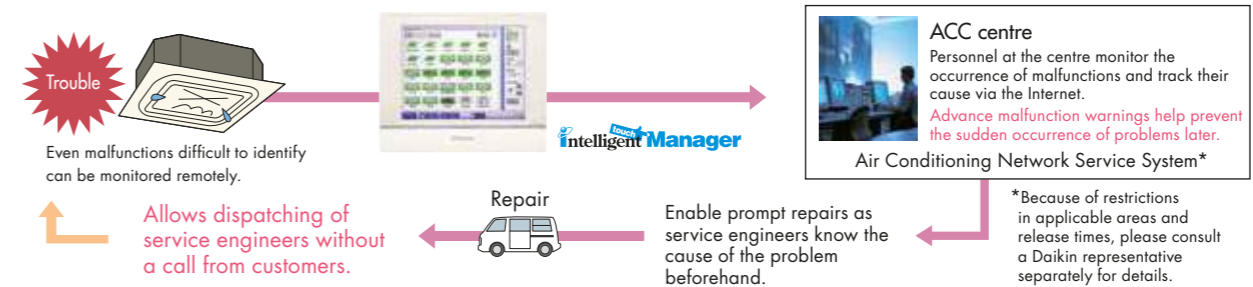 Trouble
Even malfunctions difficult to identify
can be monitored remotely.
intelligent touch Manager
ACC centre
Personnel at the centre monitor the
occurrence of malfunctions and track their
cause via the Internet.
Advance malfunction warnings help prevent
the sudden occurrence of problems later.
Air Conditioning Network Service System*
*Because of restrictions
in applicable areas and
release times, please consult
a Daikin representative
separately for details.
Enable prompt repairs as
service engineers know the
cause of the problem
beforehand.
Repair
Allows dispatching of
service engineers without
a call from customers.